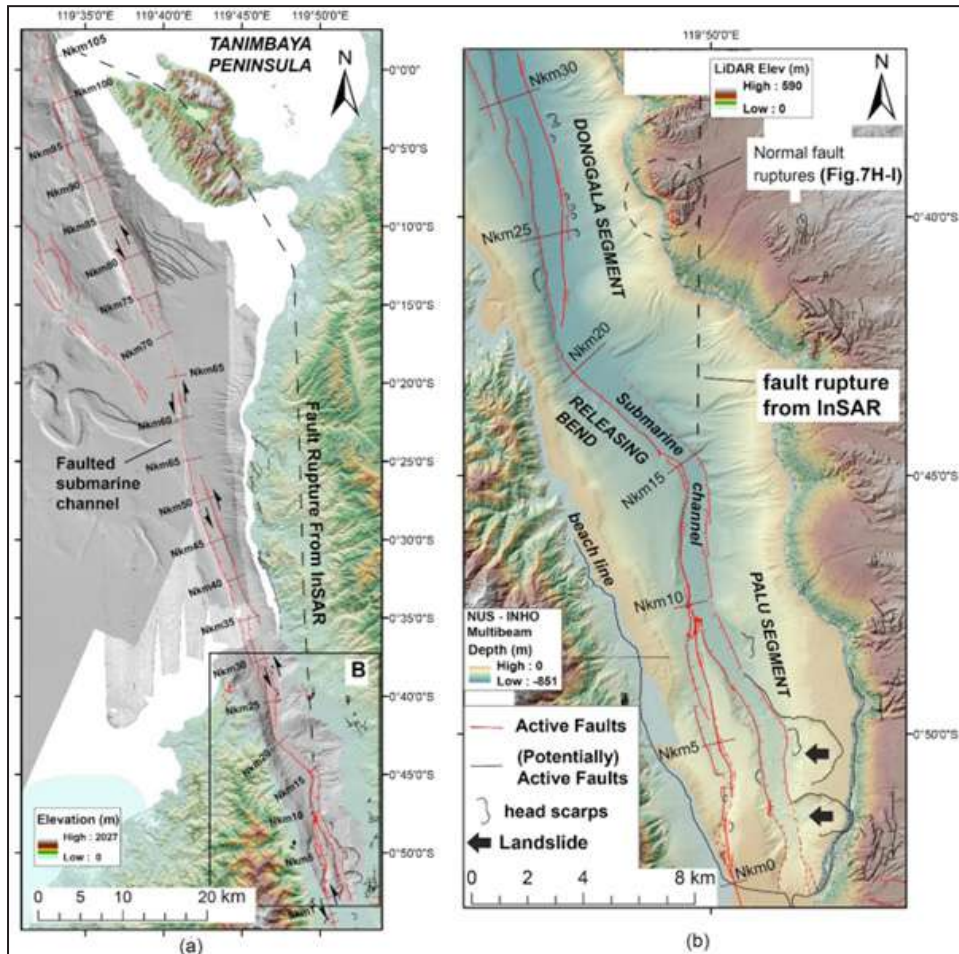 119°35'0"E
119°40'0"E
119°45'0"E
119°50'0"E
TANIMBAYA
PENINSULA
N
0°0'0"
0°5'0"S
0°10'0"S
0°15'0"S
0°20'0"S
0°25'0"S
0°30'0"S
0°35'0"S
0°40'0"S
0°45'0"S
0°50'0"S
Nkm105
Nkm100
Nkm95
Nkm90
Nkm85
Nkm80
Nkm75
Nkm70
Nkm65
Nkm60
Nkm65
Nkm50
Nkm45
Nkm40
Nkm35
Nkm30
Nkm25
Nkm20
Nkm15
Nkm10
Nkm5
Faulted
submarine
channel
Fault Rupture From InSAR
B
Elevation (m)
High : 2027
Low : 0
0 10 20 km
(a)
119°50'0"E
LiDAR Elev (m)
High : 590
Low : 0
N
Nkm30
DONGGALA SEGMENT
Normal fault
ruptures (Fig.7H-I)
0°40'0"S
Nkm25
Nkm20
fault rupture
from InSAR
Submarine
channel
RELEASING
BEND
Nkm15
0°45'0"S
beach line
Nkm10
PALU SEGMENT
NUS - INHO
Multibeam
Depth (m)
High : 0
Low : -851
Nkm5
0°50'0"S
Active Faults
(Potentially)
Active Faults
head scarps
Landslide
Nkm0
0 4 8 km
(b)